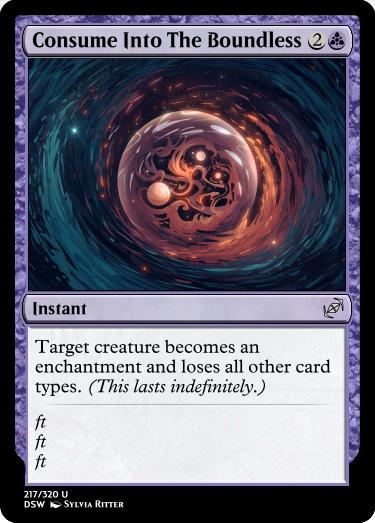 Consume Into The Boundless 2
Instant
Target creature becomes an
enchantment and loses all other card
types. (This lasts indefinitely.)
ft
ft
ft
217/320 U
DSW Sylvia Ritter